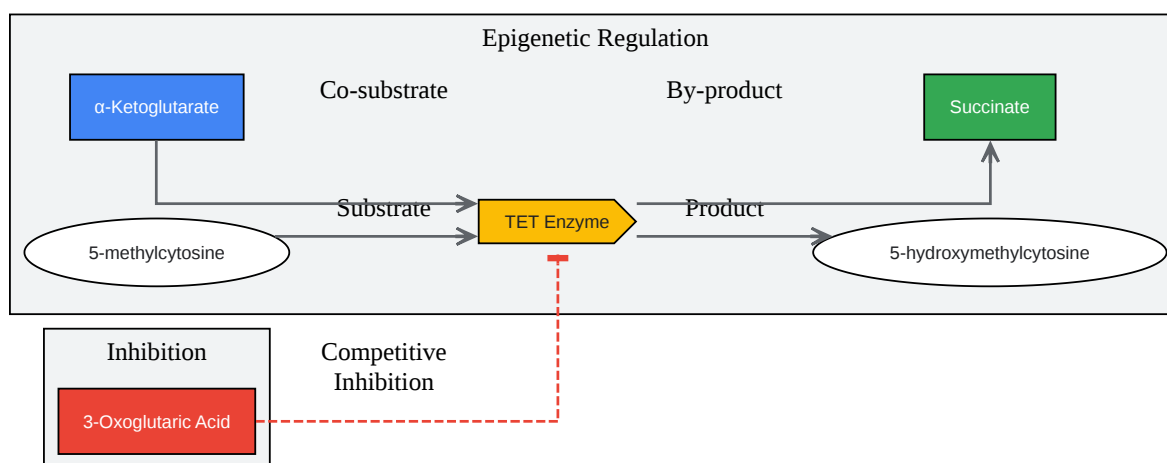 Epigenetic Regulation
α-Ketoglutarate
Co-substrate
By-product
Succinate
Substrate
TET Enzyme
Product
5-methylcytosine
5-hydroxymethylcytosine
Inhibition
Competitive
Inhibition
3-Oxoglutaric Acid